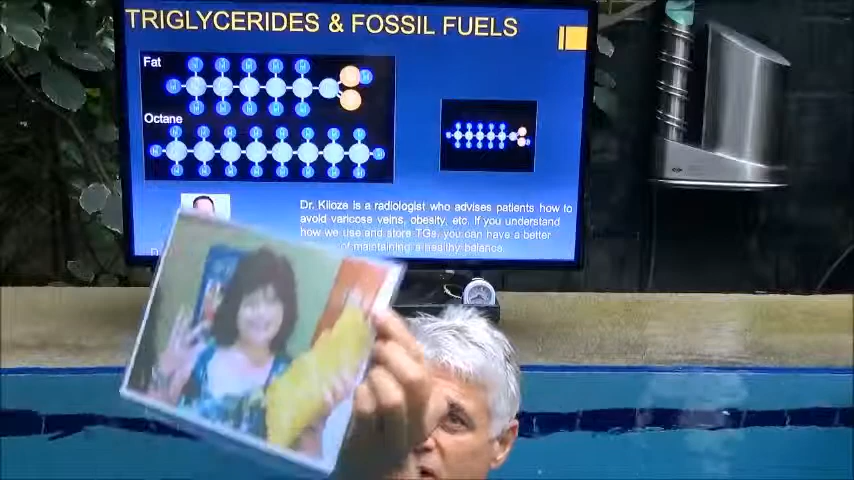 TRIGLYCERIDES & FOSSIL FUELS
Fat
Octane
Dr. Klioze is a radiologist who advises patients how to
avoid varicose veins, obesity, etc. If you understand
how we use and store TGs, you can have a better
of maintaining a healthy balance.